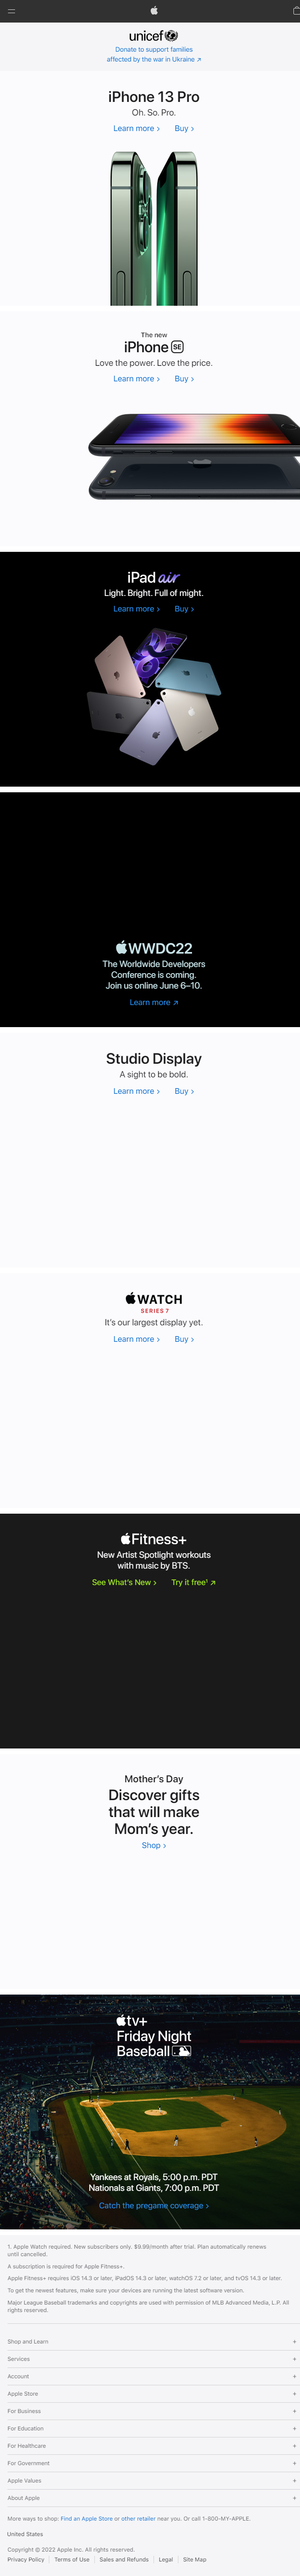 unicef
Donate to support families
affected by the war in Ukraine ↗
iPhone 13 Pro
Oh. So. Pro.
Learn more > Buy >
The new
iPhone SE
Love the power. Love the price.
Learn more > Buy >
iPad air
Light. Bright. Full of might.
Learn more > Buy >
WWDC22
The Worldwide Developers
Conference is coming.
Join us online June 6–10.
Learn more ↗
Studio Display
A sight to be bold.
Learn more > Buy >
WATCH
SERIES 7
It's our largest display yet.
Learn more > Buy >
Fitness+
New Artist Spotlight workouts
with music by BTS.
See What's New > Try it free¹ ↗
Mother's Day
Discover gifts
that will make
Mom's year.
Shop >
tv+
Friday Night
Baseball
Yankees at Royals, 5:00 p.m. PDT
Nationals at Giants, 7:00 p.m. PDT
Catch the pregame coverage >
1. Apple Watch required. New subscribers only. $9.99/month after trial. Plan automatically renews
until cancelled.
A subscription is required for Apple Fitness+.
Apple Fitness+ requires iOS 14.3 or later, iPadOS 14.3 or later, watchOS 7.2 or later, and tvOS 14.3 or later.
To get the newest features, make sure your devices are running the latest software version.
Major League Baseball trademarks and copyrights are used with permission of MLB Advanced Media, L.P. All
rights reserved.
Shop and Learn +
Services +
Account +
Apple Store +
For Business +
For Education +
For Healthcare +
For Government +
Apple Values +
About Apple +
More ways to shop: Find an Apple Store or other retailer near you. Or call 1-800-MY-APPLE.
United States
Copyright © 2022 Apple Inc. All rights reserved.
Privacy Policy | Terms of Use | Sales and Refunds | Legal | Site Map